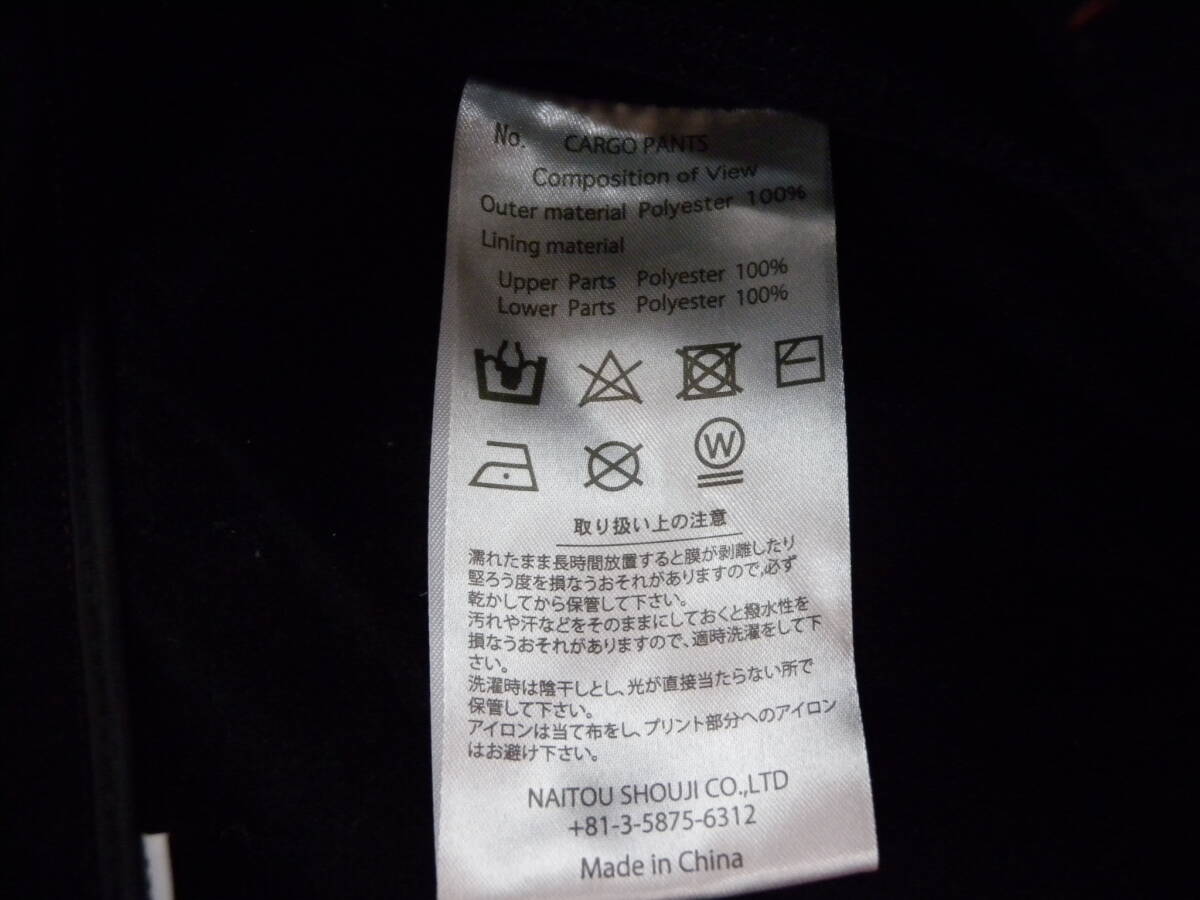 No. CARGO PANTS
Composition of View
Outer material Polyester 100%
Lining material
Upper Parts Polyester 100%
Lower Parts Polyester 100%
W
取り扱い上の注意
濡れたまま長時間放置すると膜が剥離したり
堅ろう度を損なうおそれがありますので、必ず
乾かしてから保管して下さい。
汚れや汗などをそのままにしておくと撥水性を
損なうおそれがありますので、適時洗濯をして下
さい。
洗濯時は陰干しとし、光が直接当たらない所で
保管して下さい。
アイロンは当て布をし、プリント部分へのアイロン
はお避け下さい。
NAITOU SHOUJI CO.,LTD
+81-3-5875-6312
Made in China